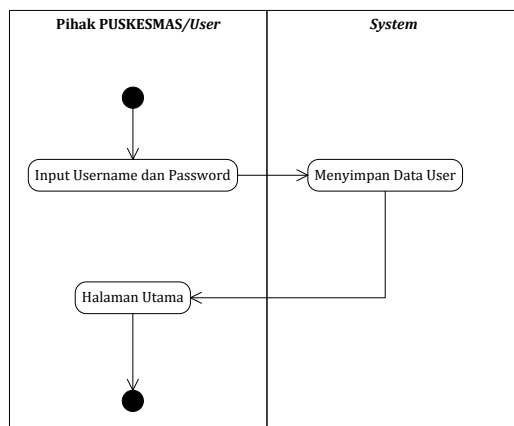 Pihak PUSKESMAS/User
System
Input Username dan Password
Menyimpan Data User
Halaman Utama